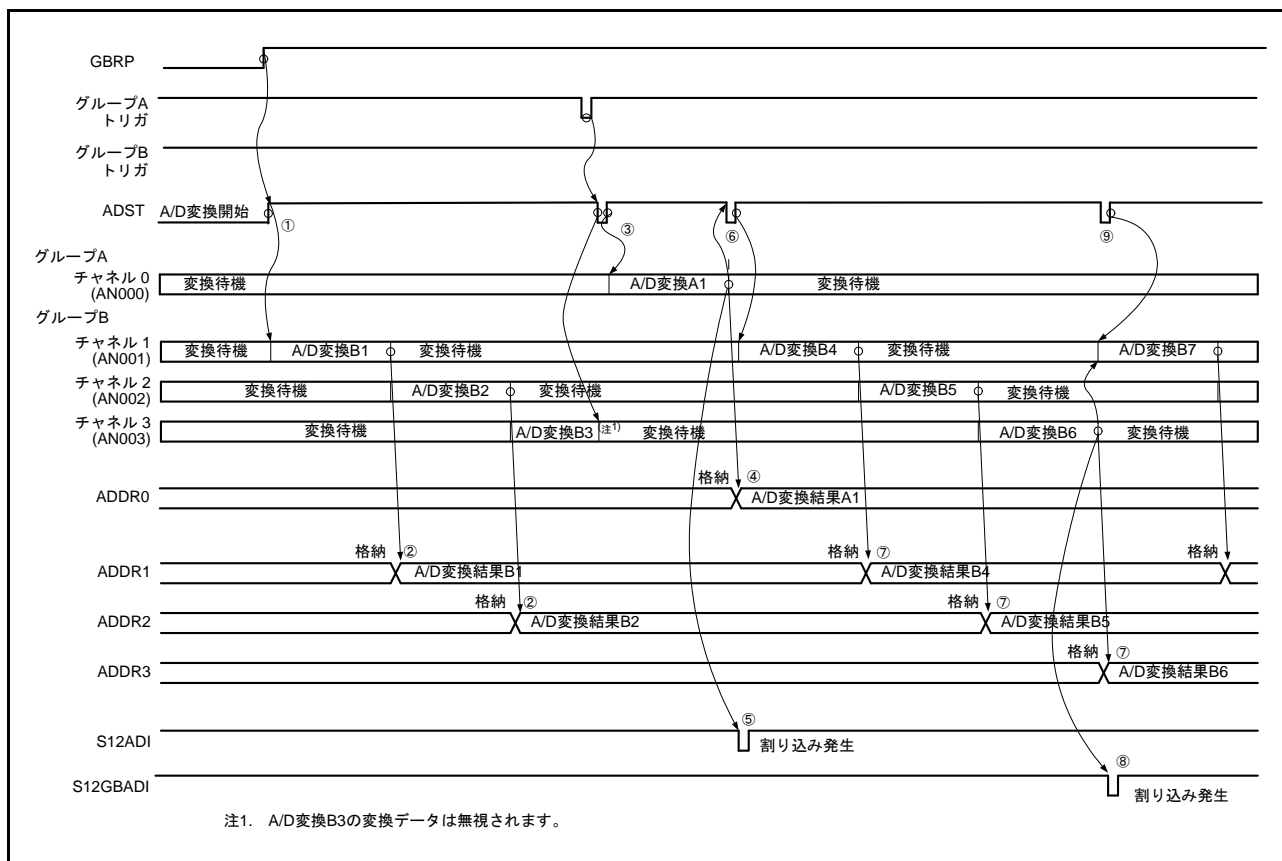 GBRP
グループA
トリガ
グループB
トリガ
ADST A/D変換開始 ① ③ ⑥ ⑨
グループA
チャネル 0
(AN000)
変換待機 A/D変換A1 変換待機
グループB
チャネル 1
(AN001)
変換待機 A/D変換B1 変換待機 A/D変換B4 変換待機 A/D変換B7
チャネル 2
(AN002)
変換待機 A/D変換B2 変換待機 A/D変換B5 変換待機
チャネル 3
(AN003)
変換待機 A/D変換B3 注1) 変換待機 A/D変換B6 変換待機
格納 ④
ADDR0 A/D変換結果A1
格納 ② 格納 ⑦ 格納
ADDR1 A/D変換結果B1 A/D変換結果B4
格納 ② 格納 ⑦
ADDR2 A/D変換結果B2 A/D変換結果B5
格納 ⑦
ADDR3 A/D変換結果B6
S12ADI ⑤ 割り込み発生
S12GBADI ⑧ 割り込み発生
注1. A/D変換B3の変換データは無視されます。